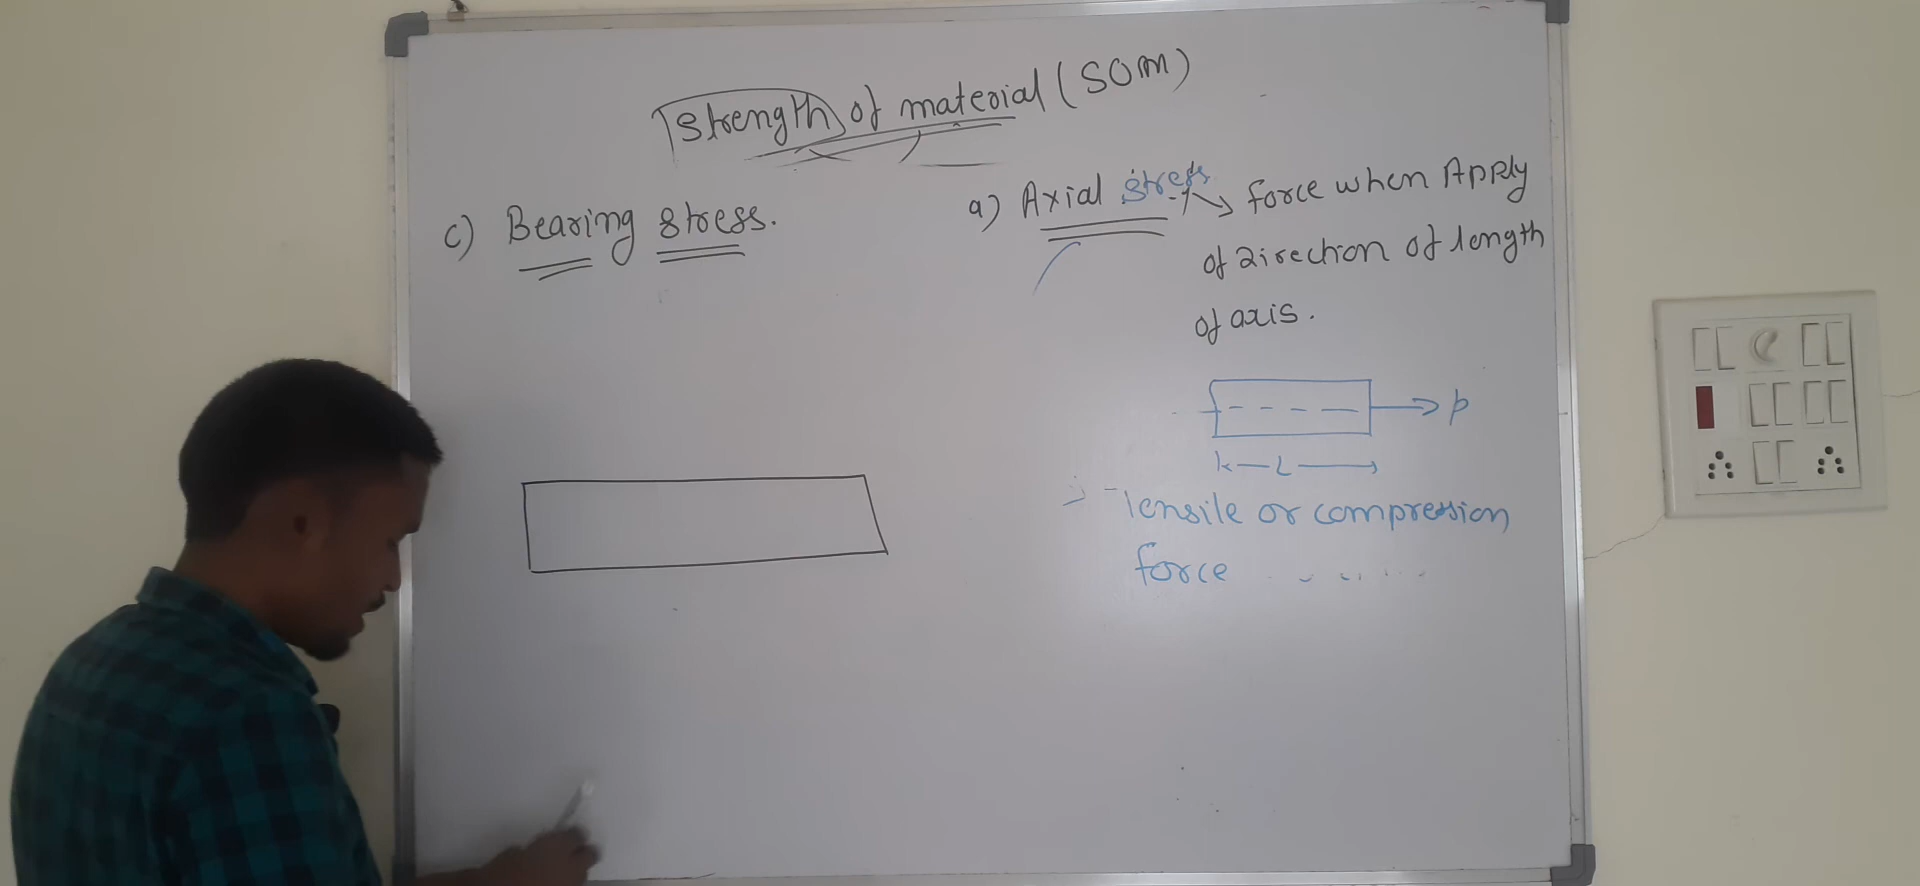 Strength of material (SOM)
c) Bearing stress.
a) Axial stress → force when Apply
of direction of length
of axis.
p
L
Tensile or compression
force